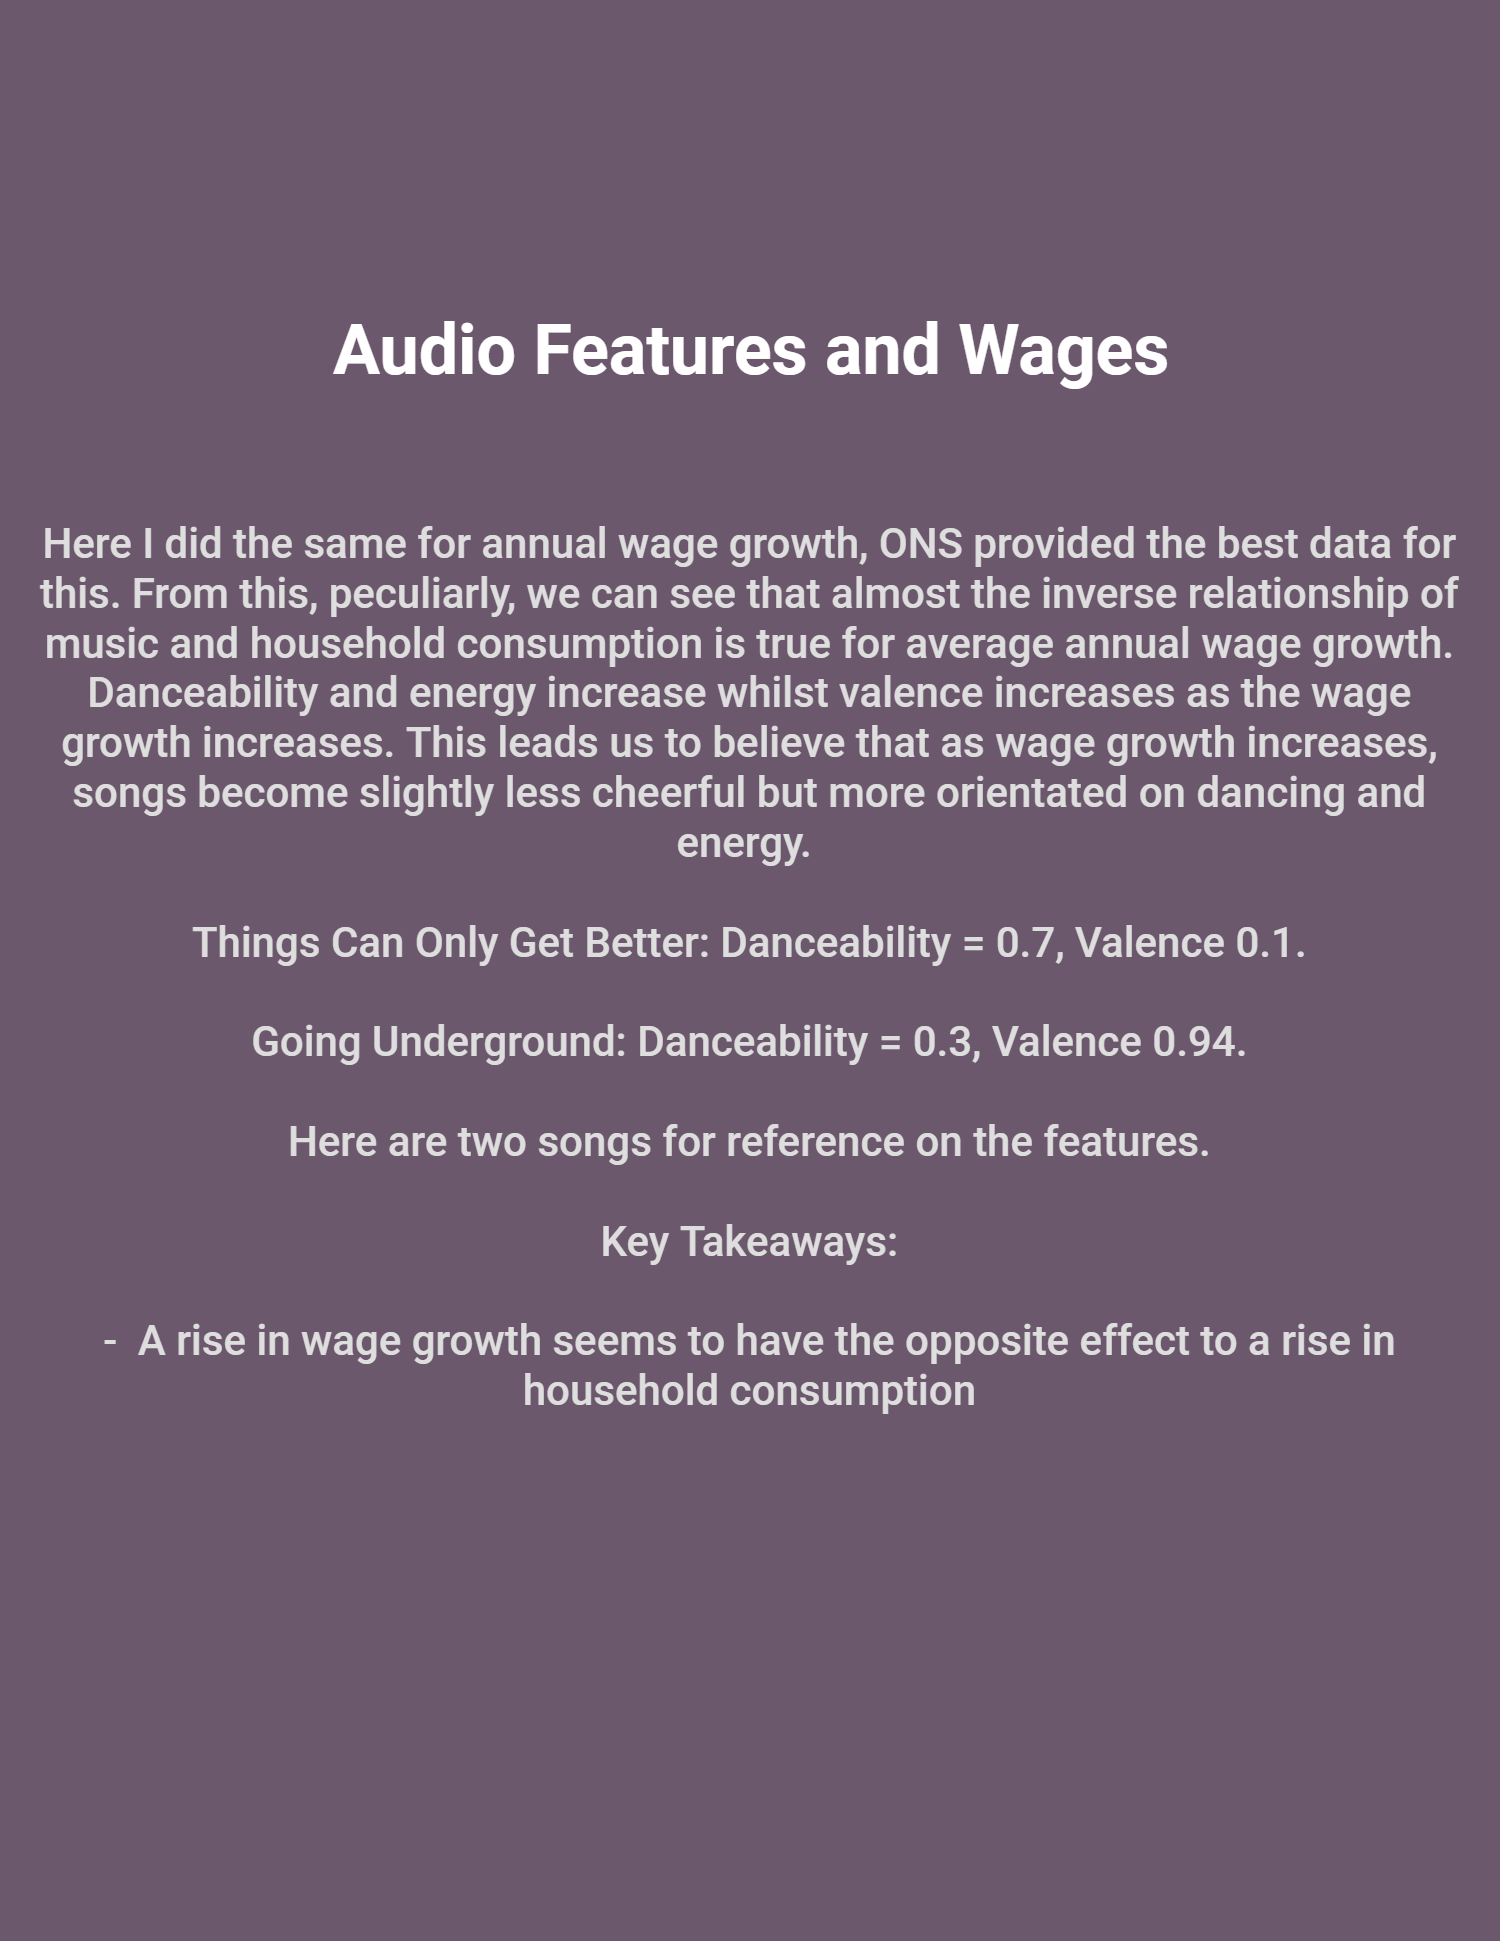 Audio Features and Wages
Here I did the same for annual wage growth, ONS provided the best data for
this. From this, peculiarly, we can see that almost the inverse relationship of
music and household consumption is true for average annual wage growth.
Danceability and energy increase whilst valence increases as the wage
growth increases. This leads us to believe that as wage growth increases,
songs become slightly less cheerful but more orientated on dancing and
energy.
Things Can Only Get Better: Danceability = 0.7, Valence 0.1.
Going Underground: Danceability = 0.3, Valence 0.94.
Here are two songs for reference on the features.
Key Takeaways:
- A rise in wage growth seems to have the opposite effect to a rise in
household consumption